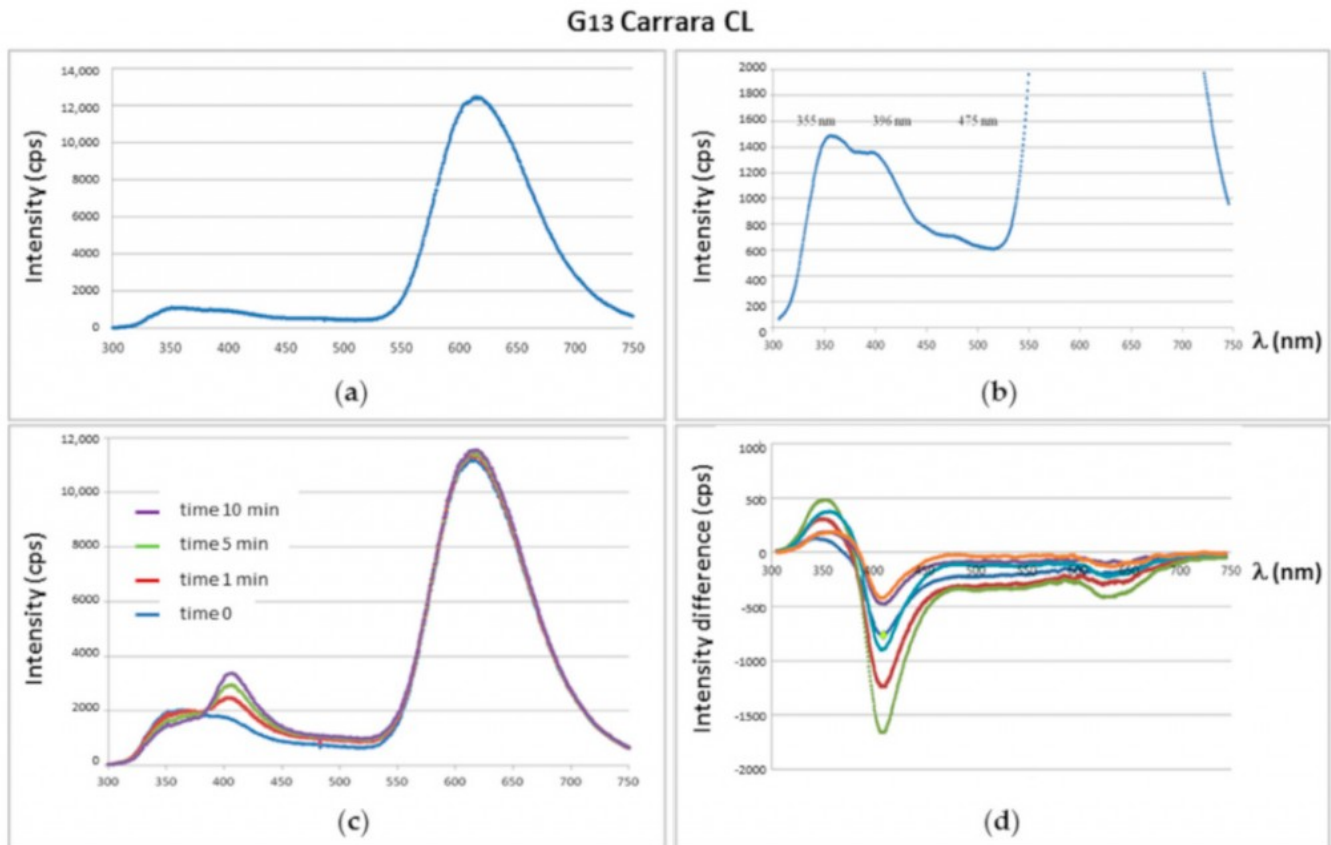 G13 Carrara CL
Intensity (cps)
14,000
12,000
10,000
8000
6000
4000
2000
0
300 350 400 450 500 550 600 650 700 750
(a)
Intensity (cps)
2000
1800
1600
1400
1200
1000
800
600
400
200
0
355 nm 396 nm 475 nm
300 350 400 450 500 550 600 650 700 750 λ (nm)
(b)
Intensity (cps)
12,000
10,000
8000
6000
4000
2000
0
time 10 min
time 5 min
time 1 min
time 0
300 350 400 450 500 550 600 650 700 750
(c)
Intensity difference (cps)
1000
500
0
-500
-1000
-1500
-2000
300 350 400 500 550 600 650 700 750 λ (nm)
(d)